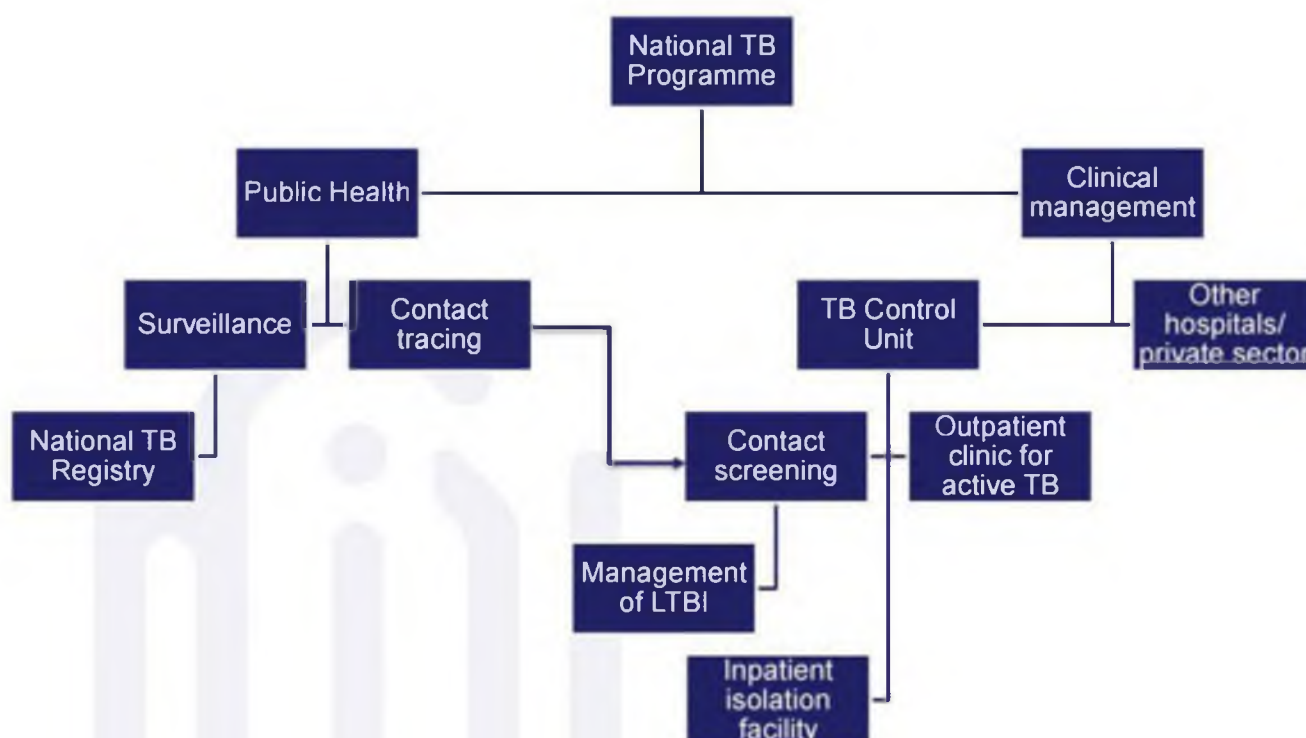 National TB
Programme
Public Health
Clinical
management
Surveillance
Contact
tracing
TB Control
Unit
Other
hospitals/
private sector
National TB
Registry
Contact
screening
Outpatient
clinic for
active TB
Management
of LTBI
Inpatient
isolation
facility